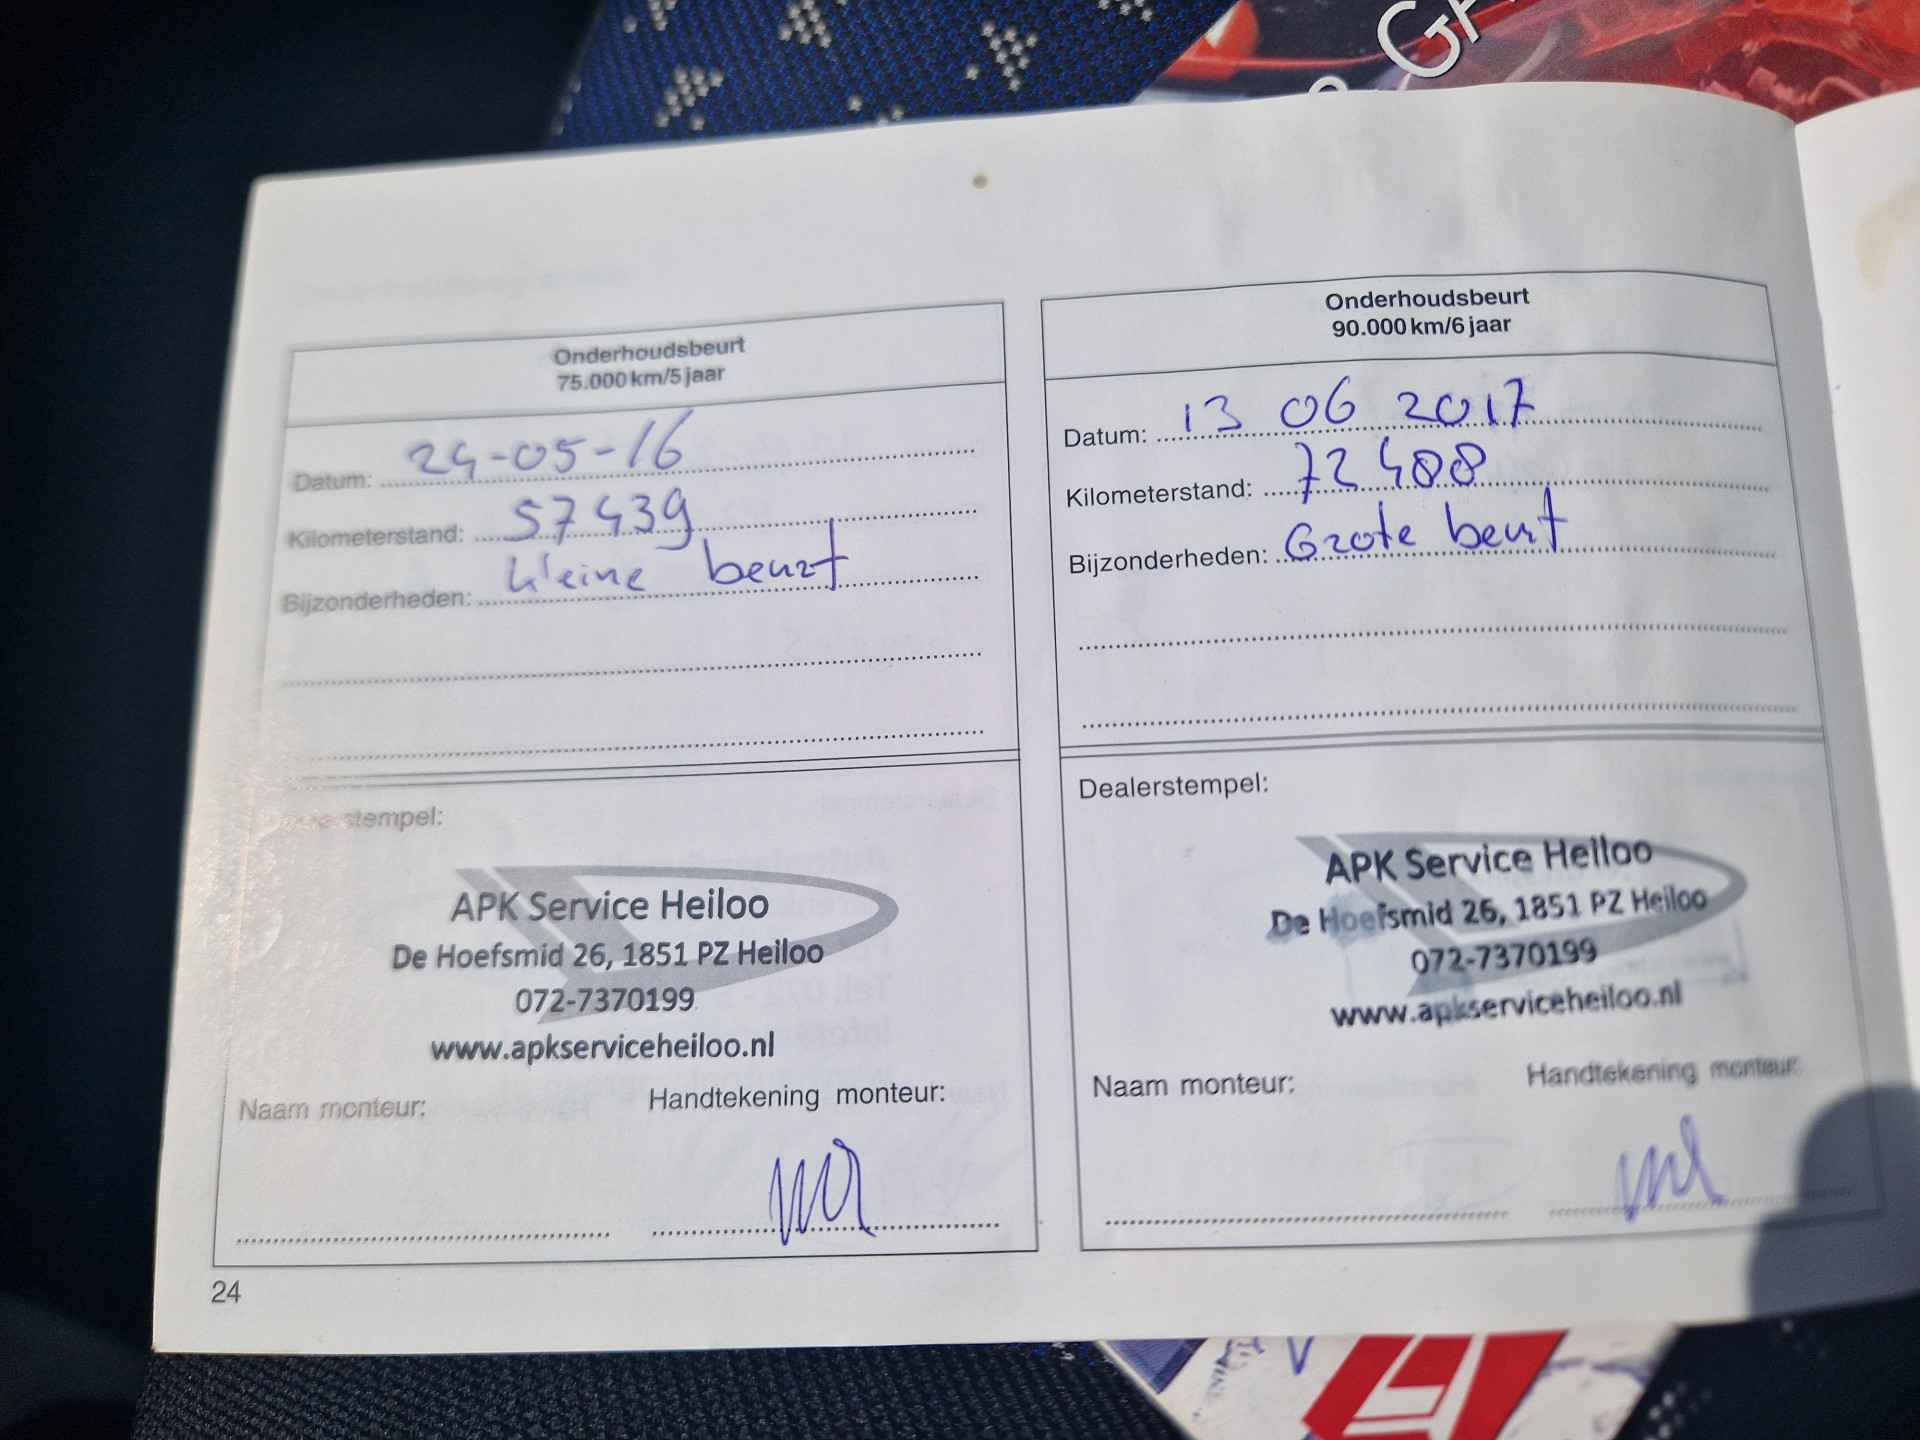 GA
Onderhoudsbeurt
75.000 km/5 jaar
Datum: 24-05-16
Kilometerstand: 57439
Bijzonderheden: kleine beurt
stempel:
APK Service Heiloo
De Hoefsmid 26, 1851 PZ Heiloo
072-7370199
www.apkserviceheiloo.nl
Naam monteur: Handtekening monteur:
24
Onderhoudsbeurt
90.000 km/6 jaar
Datum: 13 06 2017
Kilometerstand: 72488
Bijzonderheden: Grote beurt
Dealerstempel:
APK Service Heiloo
De Hoefsmid 26, 1851 PZ Heiloo
072-7370199
www.apkserviceheiloo.nl
Naam monteur: Handtekening monteur: